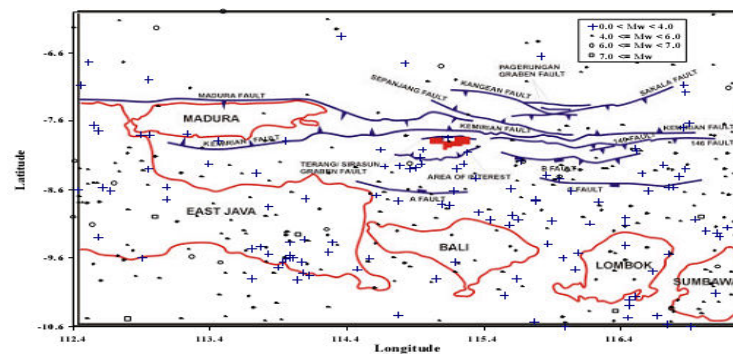 0.0 < Mw < 4.0
4.0 <= Mw < 6.0
6.0 <= Mw < 7.0
7.0 <= Mw
-6.6
-7.6
-8.6
-9.6
-10.6
Latitude
PAGERUNGAN
GRABEN FAULT
KANGEAN FAULT
SEPANJANG FAULT
SAKALA FAULT
MADURA FAULT
MADURA
KEMIRIAN FAULT
KEMIRIAN FAULT
146 FAULT
146 FAULT
TERANGI SIRASUN
GRABEN FAULT
AREA OF INTEREST
B FAULT
FAULT
A FAULT
EAST JAVA
BALI
LOMBOK
SUMBAWA
112.4
113.4
114.4
115.4
116.4
Longitude